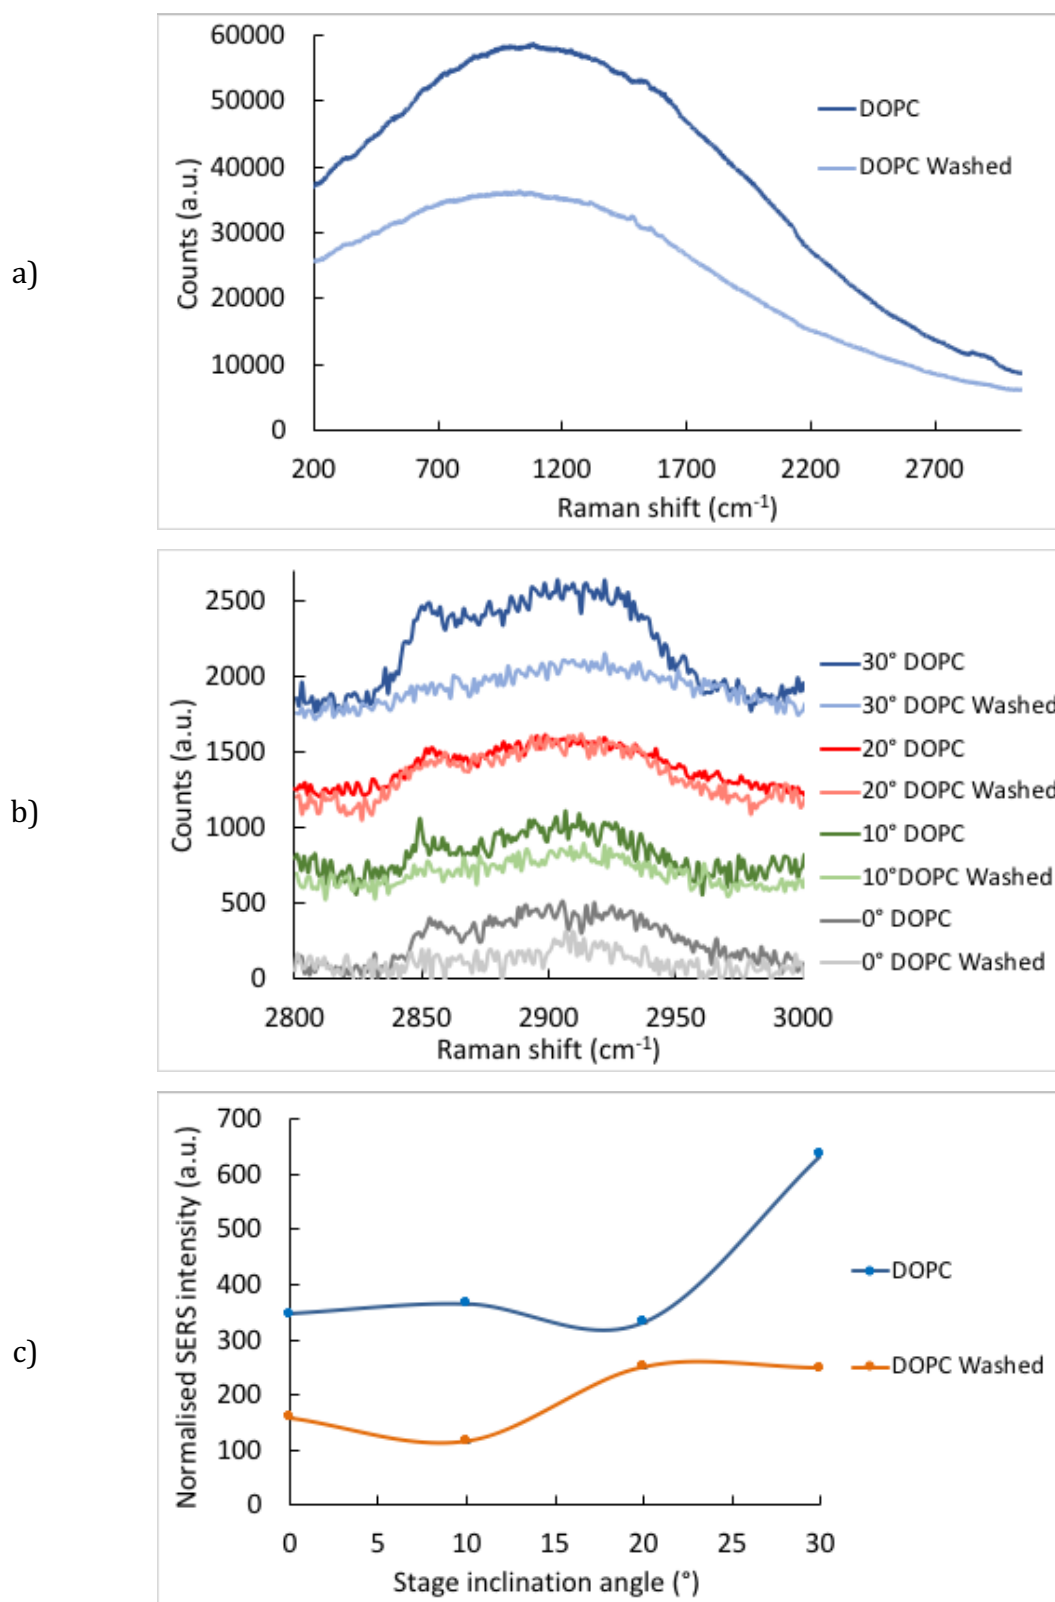 a)
60000
50000
40000
30000
20000
10000
0
Counts (a.u.)
200 700 1200 1700 2200 2700
Raman shift (cm⁻¹)
DOPC
DOPC Washed
b)
2500
2000
1500
1000
500
0
Counts (a.u.)
2800 2850 2900 2950 3000
Raman shift (cm⁻¹)
30° DOPC
30° DOPC Washed
20° DOPC
20° DOPC Washed
10° DOPC
10°DOPC Washed
0° DOPC
0° DOPC Washed
c)
700
600
500
400
300
200
100
0
Normalised SERS intensity (a.u.)
0 5 10 15 20 25 30
Stage inclination angle (°)
DOPC
DOPC Washed